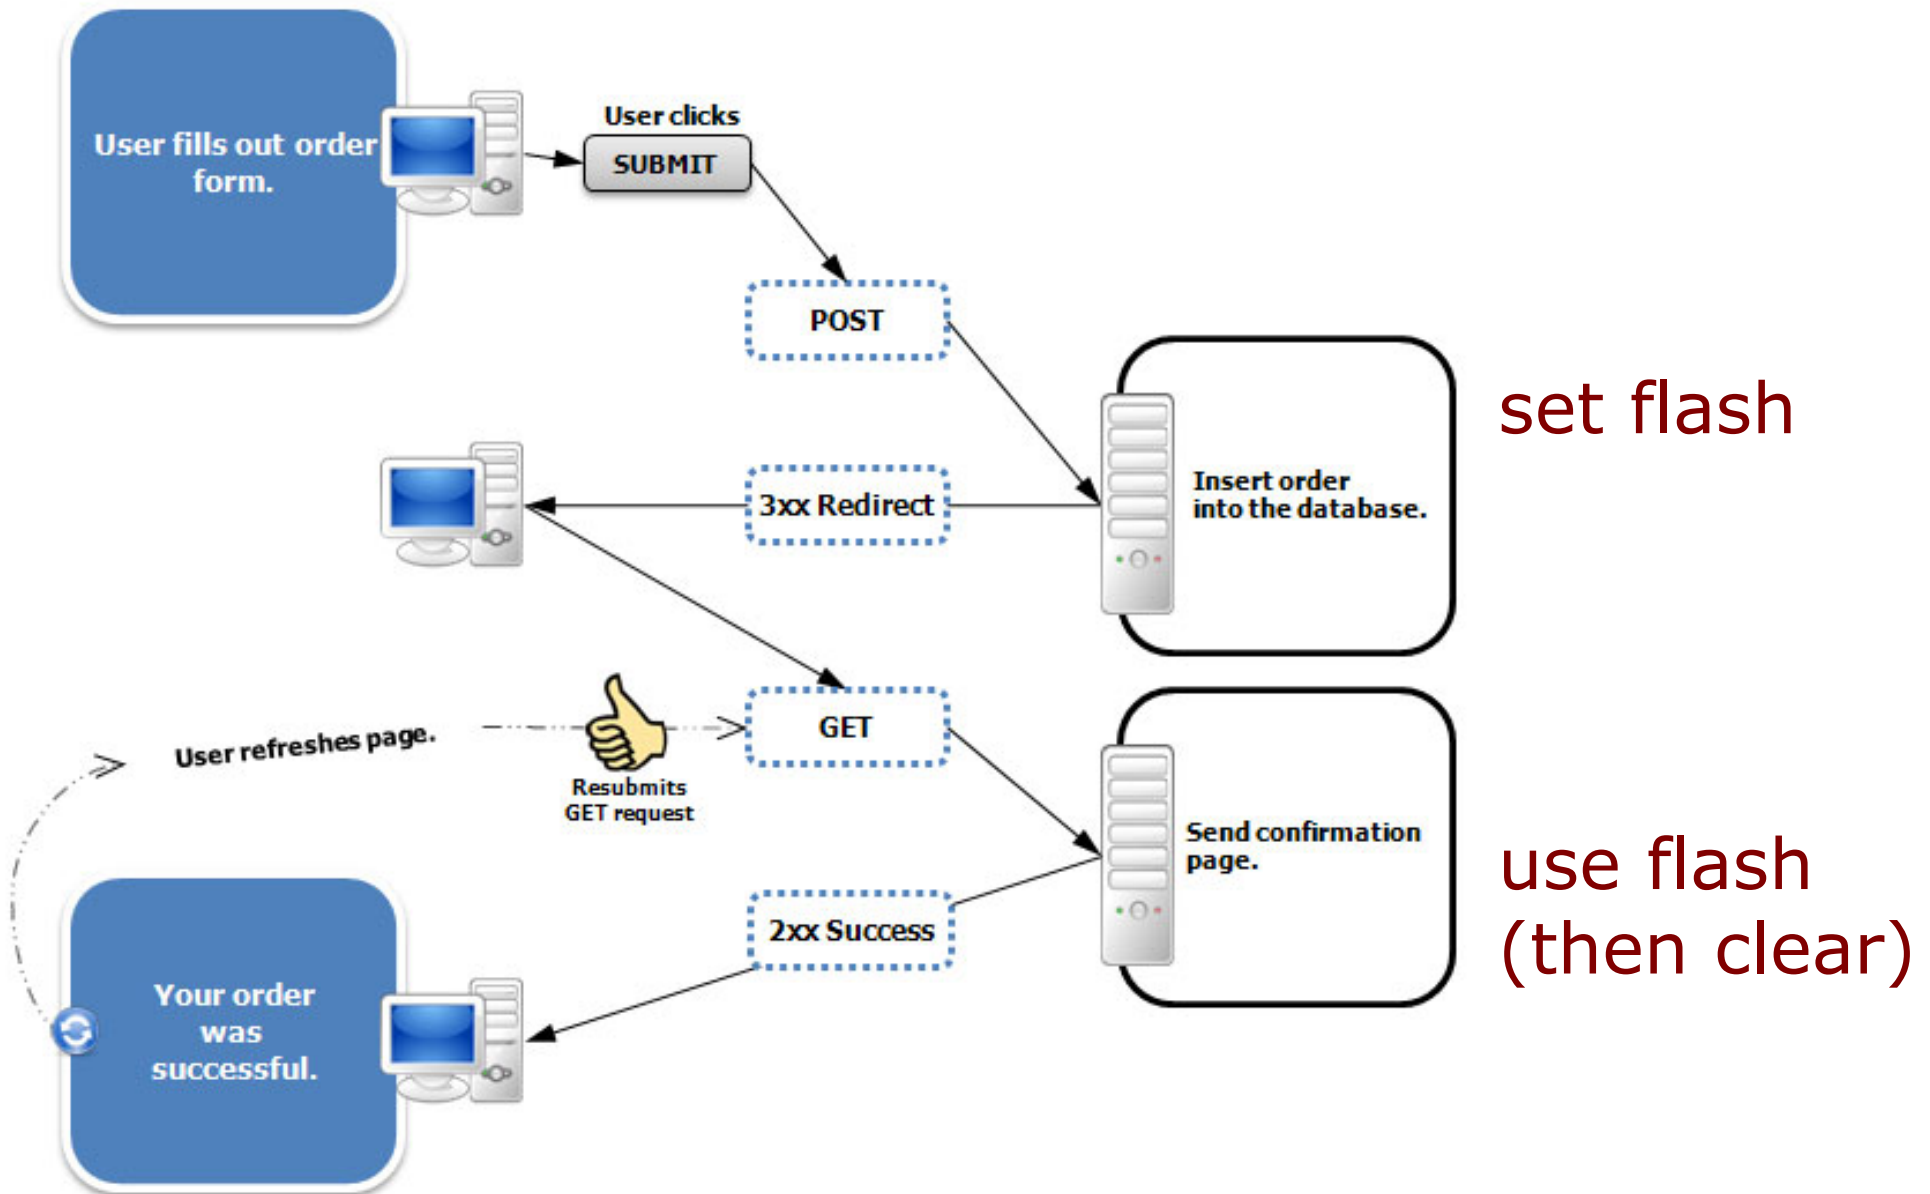 User fills out order
form.
User clicks
SUBMIT
POST
set flash
Insert order
into the database.
3xx Redirect
User refreshes page.
Resubmits
GET request
GET
Send confirmation
page.
use flash
(then clear)
2xx Success
Your order
was
successful.